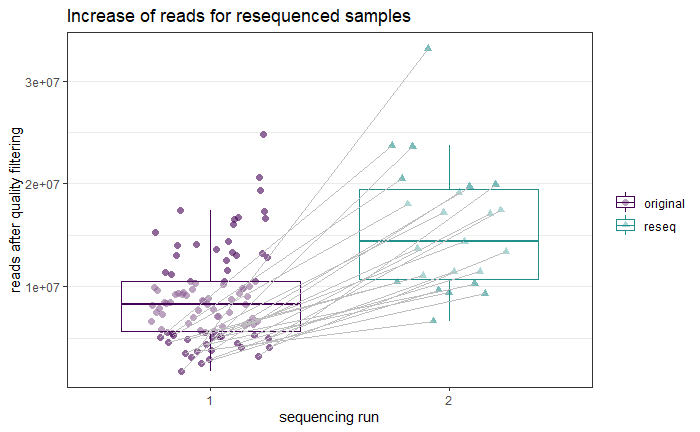 Increase of reads for resequenced samples
reads after quality filtering
3e+07
2e+07
1e+07
1
2
sequencing run
original
reseq